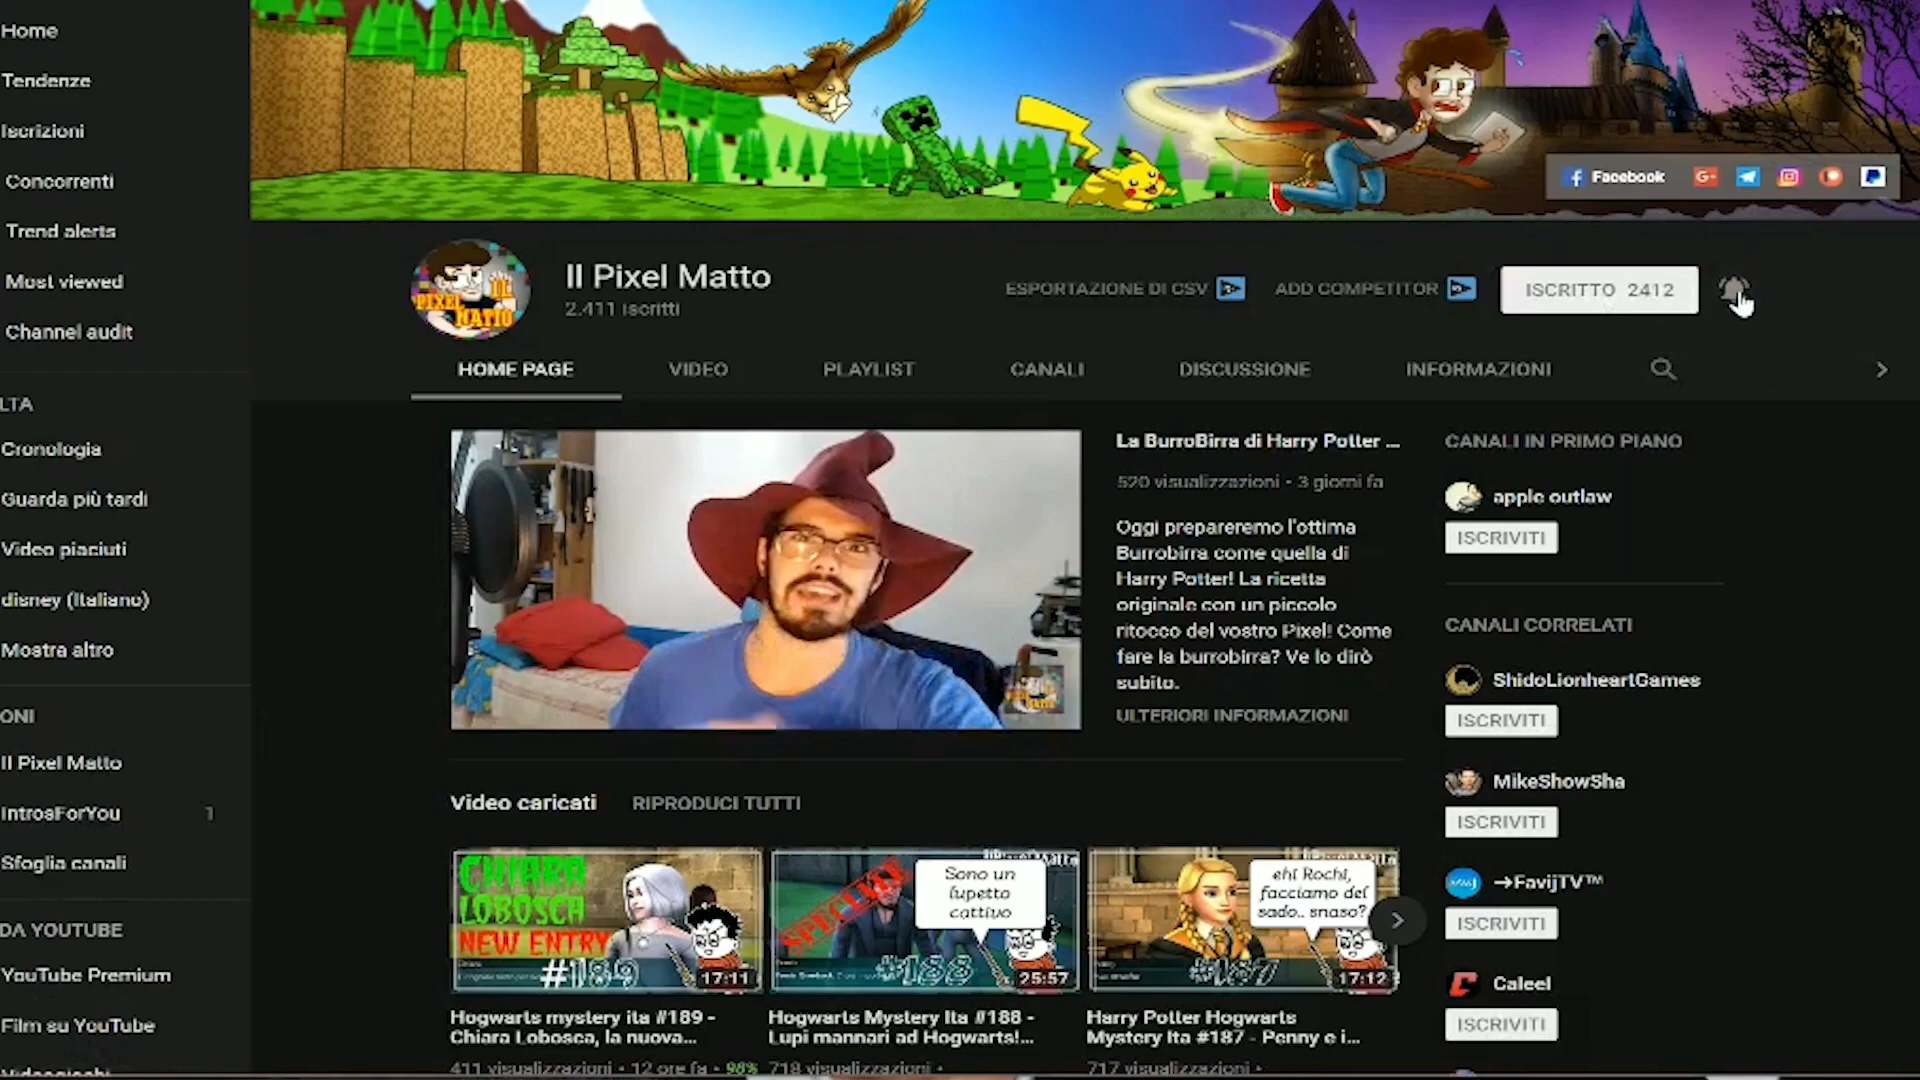 Home
Tendenze
Iscrizioni
Concorrenti
Trend alerts
Most viewed
Channel audit
LTA
Cronologia
Guarda più tardi
Video piaciuti
disney (Italiano)
Mostra altro
ONI
Il Pixel Matto
IntrosForYou 1
Sfoglia canali
DA YOUTUBE
YouTube Premium
Film su YouTube
Facebook
G+
PIXEL
IL
MATTO
Il Pixel Matto
2.411 iscritti
ESPORTAZIONE DI CSV
ADD COMPETITOR
ISCRITTO 2412
HOME PAGE VIDEO PLAYLIST CANALI DISCUSSIONE INFORMAZIONI
La BurroBirra di Harry Potter ...
520 visualizzazioni • 3 giorni fa
Oggi prepareremo l'ottima
Burrobirra come quella di
Harry Potter! La ricetta
originale con un piccolo
ritocco del vostro Pixel! Come
fare la burrobirra? Ve lo dirò
subito.
ULTERIORI INFORMAZIONI
Video caricati RIPRODUCI TUTTI
CHIARA
LOBOSCA
NEW ENTRY
#189
17:11
SPECIALE
Sono un
lupetto
cattivo
#188
25:57
ehi Rochi,
facciamo del
sado.. snaso?
#187
17:12
Hogwarts mystery ita #189 -
Chiara Lobosca, la nuova...
411 visualizzazioni • 12 ore fa • 98%
Hogwarts Mystery Ita #188 -
Lupi mannari ad Hogwarts!...
718 visualizzazioni •
Harry Potter Hogwarts
Mystery Ita #187 - Penny e i...
717 visualizzazioni •
CANALI IN PRIMO PIANO
apple outlaw
ISCRIVITI
CANALI CORRELATI
ShidoLionheartGames
ISCRIVITI
MikeShowSha
ISCRIVITI
→FavijTV™
ISCRIVITI
Caleel
ISCRIVITI